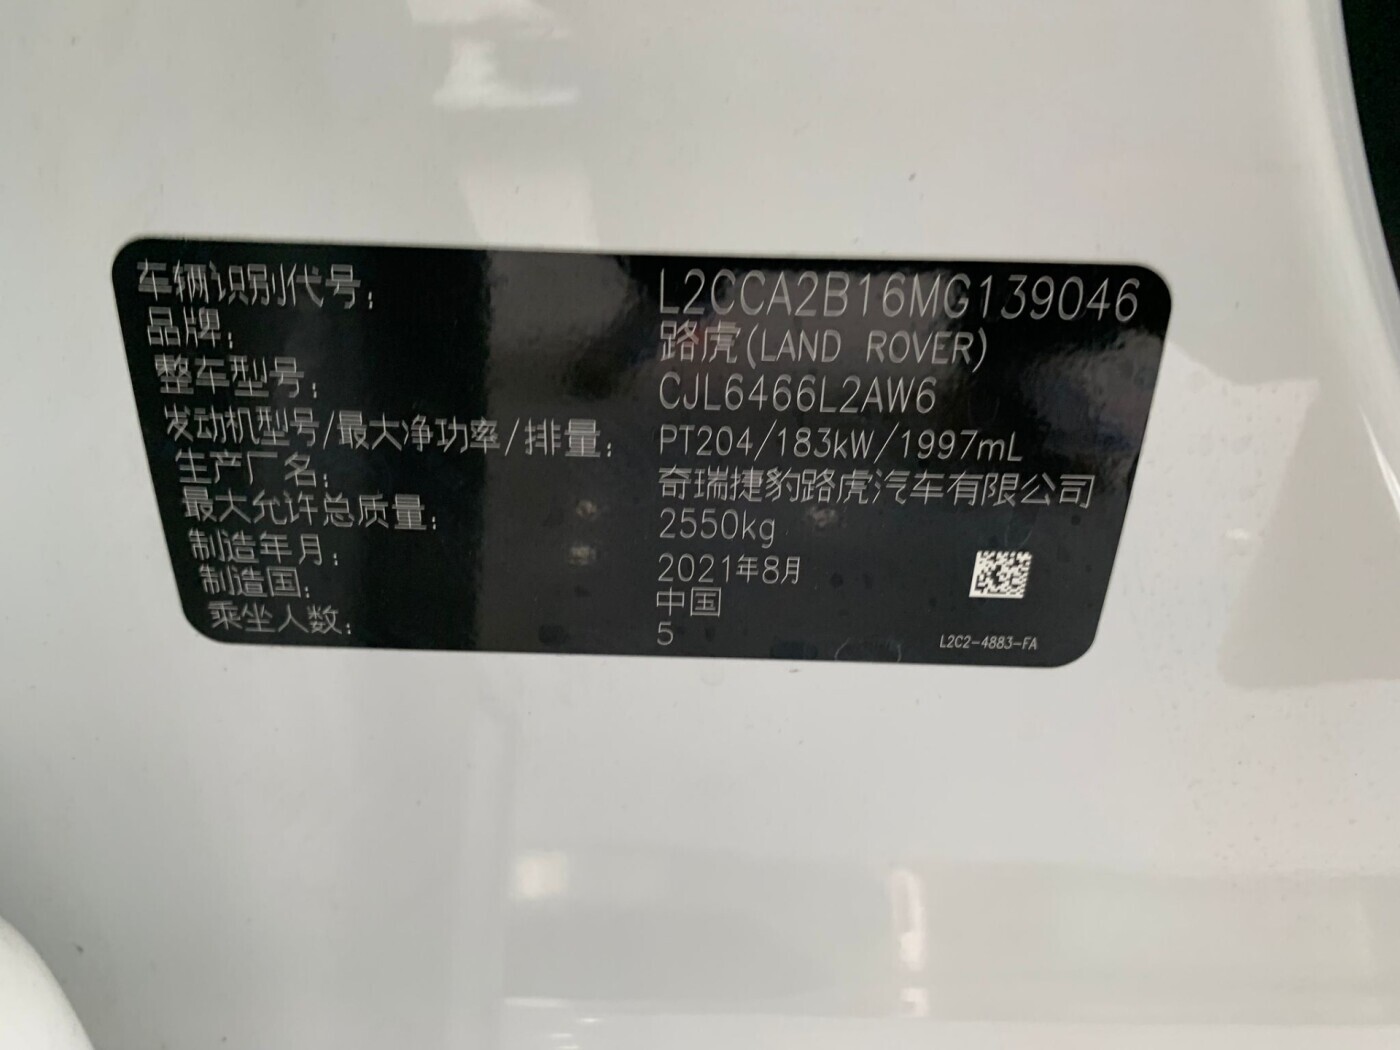 车辆识别代号: L2CCA2B16MG139046
品牌: 路虎(LAND ROVER)
整车型号: CJL6466L2AW6
发动机型号/最大净功率/排量: PT204/183kW/1997mL
生产厂名: 奇瑞捷豹路虎汽车有限公司
最大允许总质量: 2550kg
制造年月: 2021年8月
制造国: 中国
乘坐人数: 5
L2C2-4883-FA